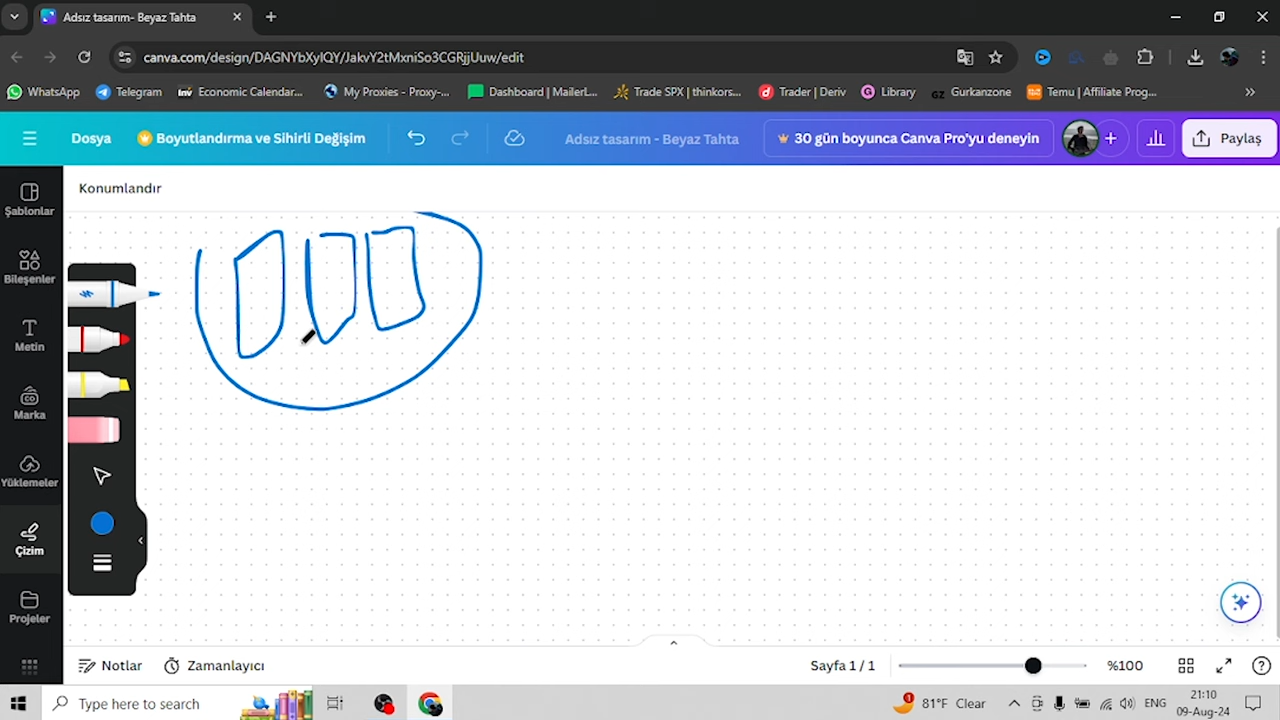 Adsız tasarım- Beyaz Tahta
canva.com/design/DAGNYbXylQY/JakvY2tMxniSo3CGRjjUuw/edit
WhatsApp
Telegram
Economic Calendar...
My Proxies - Proxy-...
Dashboard | MailerL...
Trade SPX | thinkors...
Trader | Deriv
Library
Gurkanzone
Temu | Affiliate Prog...
Dosya
Boyutlandırma ve Sihirli Değişim
Adsız tasarım - Beyaz Tahta
30 gün boyunca Canva Pro'yu deneyin
Paylaş
Konumlandır
Şablonlar
Bileşenler
Metin
Marka
Yüklemeler
Çizim
Projeler
Notlar
Zamanlayıcı
Sayfa 1 / 1
%100
Type here to search
1
81°F Clear
ENG
21:10
09-Aug-24